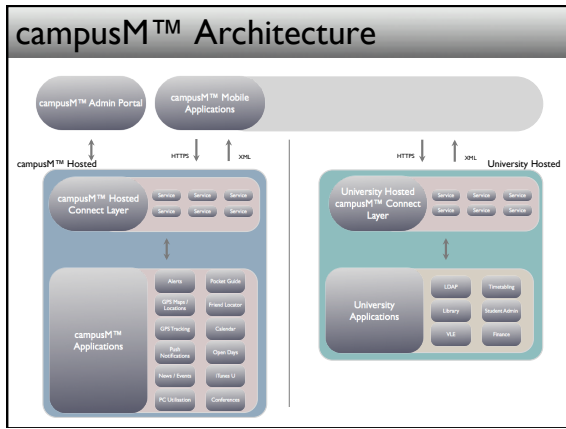 campusM™ Architecture
campusM™ Admin Portal
campusM™ Mobile
Applications
HTTPS
XML
HTTPS
XML
campusM™ Hosted
University Hosted
campusM™ Hosted
Connect Layer
Service Service Service
Service Service Service
University Hosted
campusM™ Connect
Layer
Service Service Service
Service Service Service
campusM™
Applications
Alerts
Pocket Guide
GPS Maps /
Locations
Friend Locator
GPS Tracking
Calendar
Push
Notifications
Open Days
News / Events
iTunes U
PC Utilisation
Conferences
University
Applications
LDAP
Timetabling
Library
Student Admin
VLE
Finance